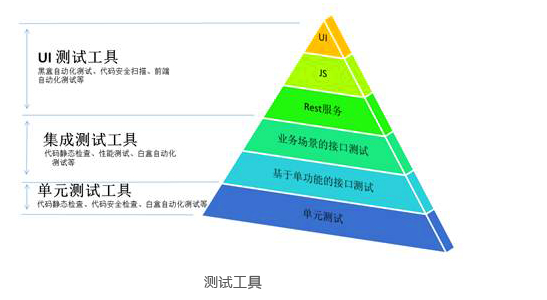 UI 测试工具
黑盒自动化测试、代码安全扫描、前端
自动化测试等
集成测试工具
代码静态检查、性能测试、白盒自动化
测试等
单元测试工具
代码静态检查、代码安全检查、白盒自动化测试等
UI
JS
Rest服务
业务场景的接口测试
基于单功能的接口测试
单元测试
测试工具